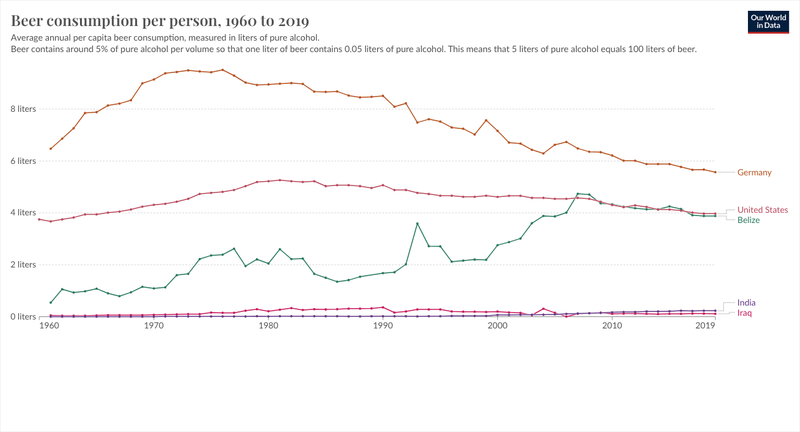 Beer consumption per person, 1960 to 2019
Our World
in Data
Average annual per capita beer consumption, measured in liters of pure alcohol.
Beer contains around 5% of pure alcohol per volume so that one liter of beer contains 0.05 liters of pure alcohol. This means that 5 liters of pure alcohol equals 100 liters of beer.
8 liters
6 liters
4 liters
2 liters
0 liters
Germany
United States
Belize
India
Iraq
1960
1970
1980
1990
2000
2010
2019